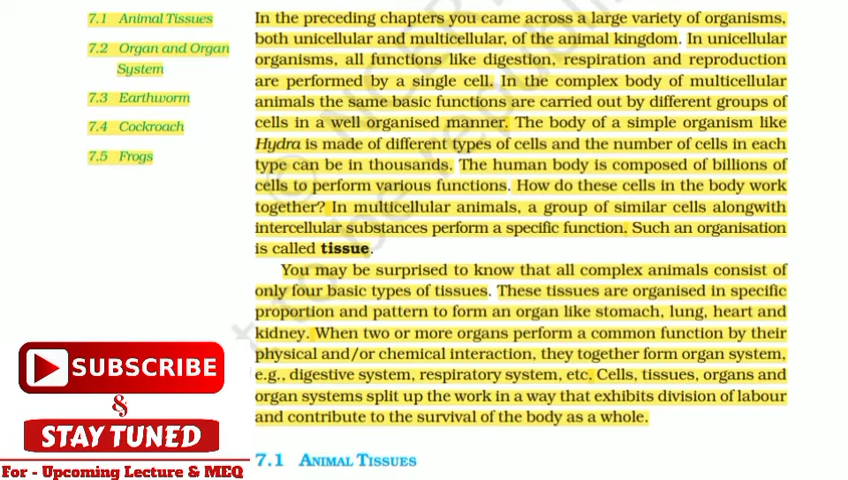 7.1 Animal Tissues
7.2 Organ and Organ
System
7.3 Earthworm
7.4 Cockroach
7.5 Frogs
In the preceding chapters you came across a large variety of organisms,
both unicellular and multicellular, of the animal kingdom. In unicellular
organisms, all functions like digestion, respiration and reproduction
are performed by a single cell. In the complex body of multicellular
animals the same basic functions are carried out by different groups of
cells in a well organised manner. The body of a simple organism like
Hydra is made of different types of cells and the number of cells in each
type can be in thousands. The human body is composed of billions of
cells to perform various functions. How do these cells in the body work
together? In multicellular animals, a group of similar cells alongwith
intercellular substances perform a specific function. Such an organisation
is called tissue.
You may be surprised to know that all complex animals consist of
only four basic types of tissues. These tissues are organised in specific
proportion and pattern to form an organ like stomach, lung, heart and
kidney. When two or more organs perform a common function by their
physical and/or chemical interaction, they together form organ system,
e.g., digestive system, respiratory system, etc. Cells, tissues, organs and
organ systems split up the work in a way that exhibits division of labour
and contribute to the survival of the body as a whole.
7.1 ANIMAL TISSUES
SUBSCRIBE
&
STAY TUNED
For - Upcoming Lecture & MEQ